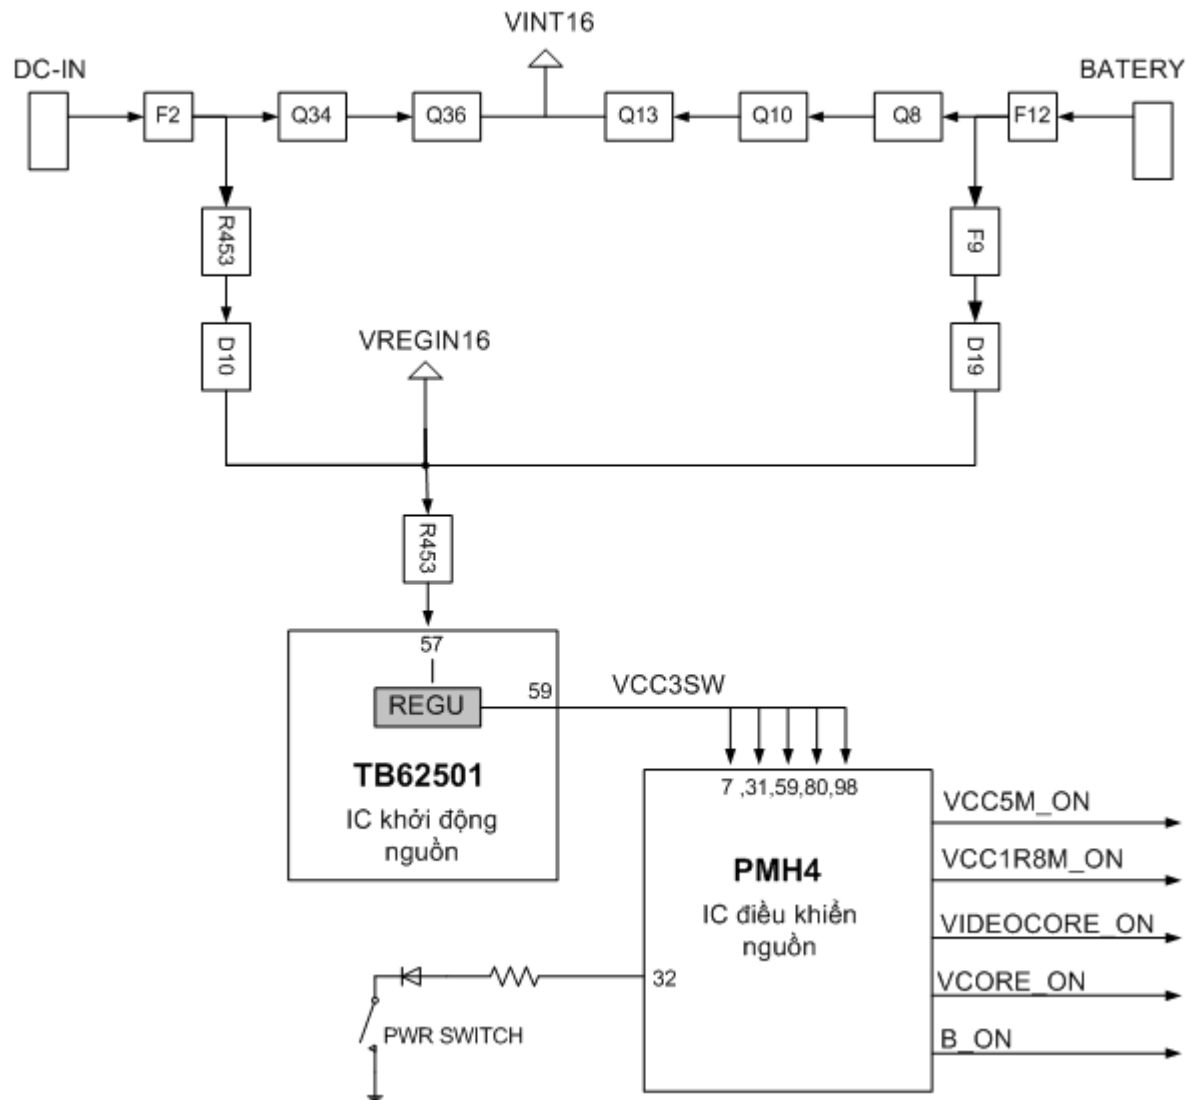 VINT16
DC-IN
BATERY
F2
Q34
Q36
Q13
Q10
Q8
F12
R453
F9
D10
D19
VREGIN16
R453
57
REGU
59
VCC3SW
TB62501
IC khởi động
nguồn
7 ,31,59,80,98
PMH4
IC điều khiển
nguồn
32
PWR SWITCH
VCC5M_ON
VCC1R8M_ON
VIDEOCORE_ON
VCORE_ON
B_ON